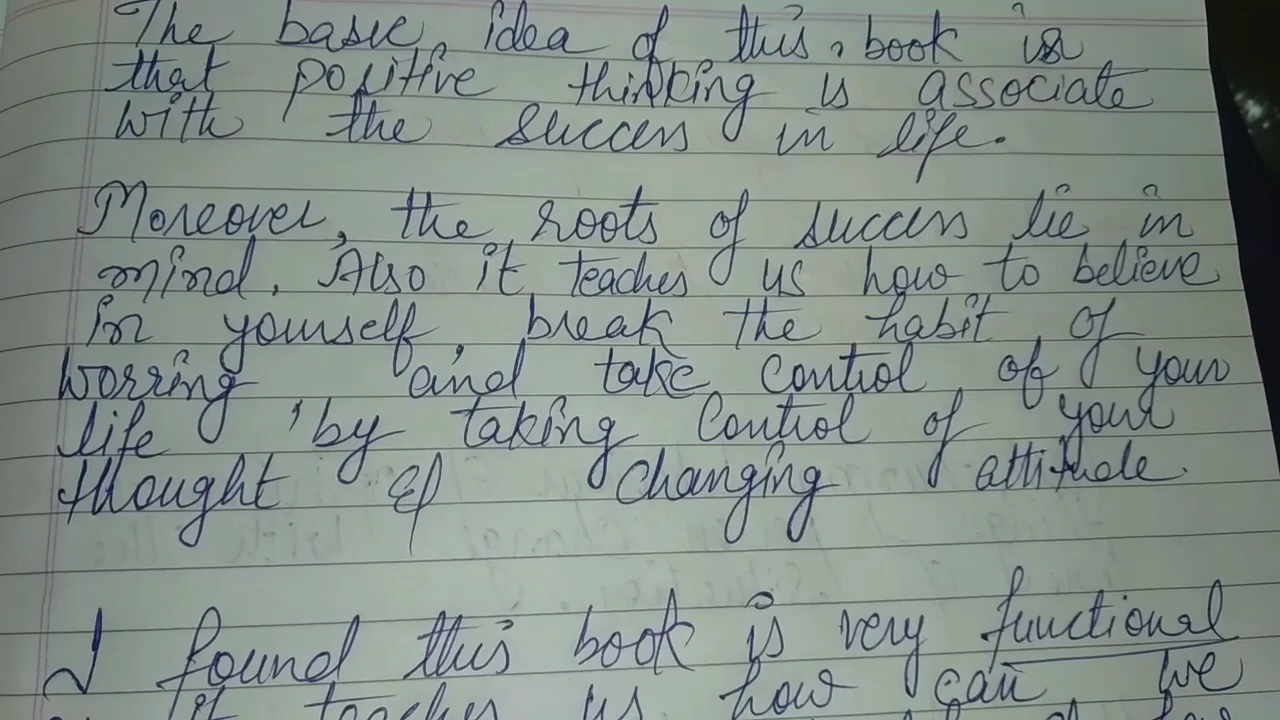 The basic idea of this book is
that positive thinking is associate
with the success in life.
Moreover, the roots of success lie in
mind. Also it teaches us how to believe
in yourself, break the habit of
worring and take control of your
life by taking control of your
thought & changing attitude.
I found this book is very functional
It teaches us how can we